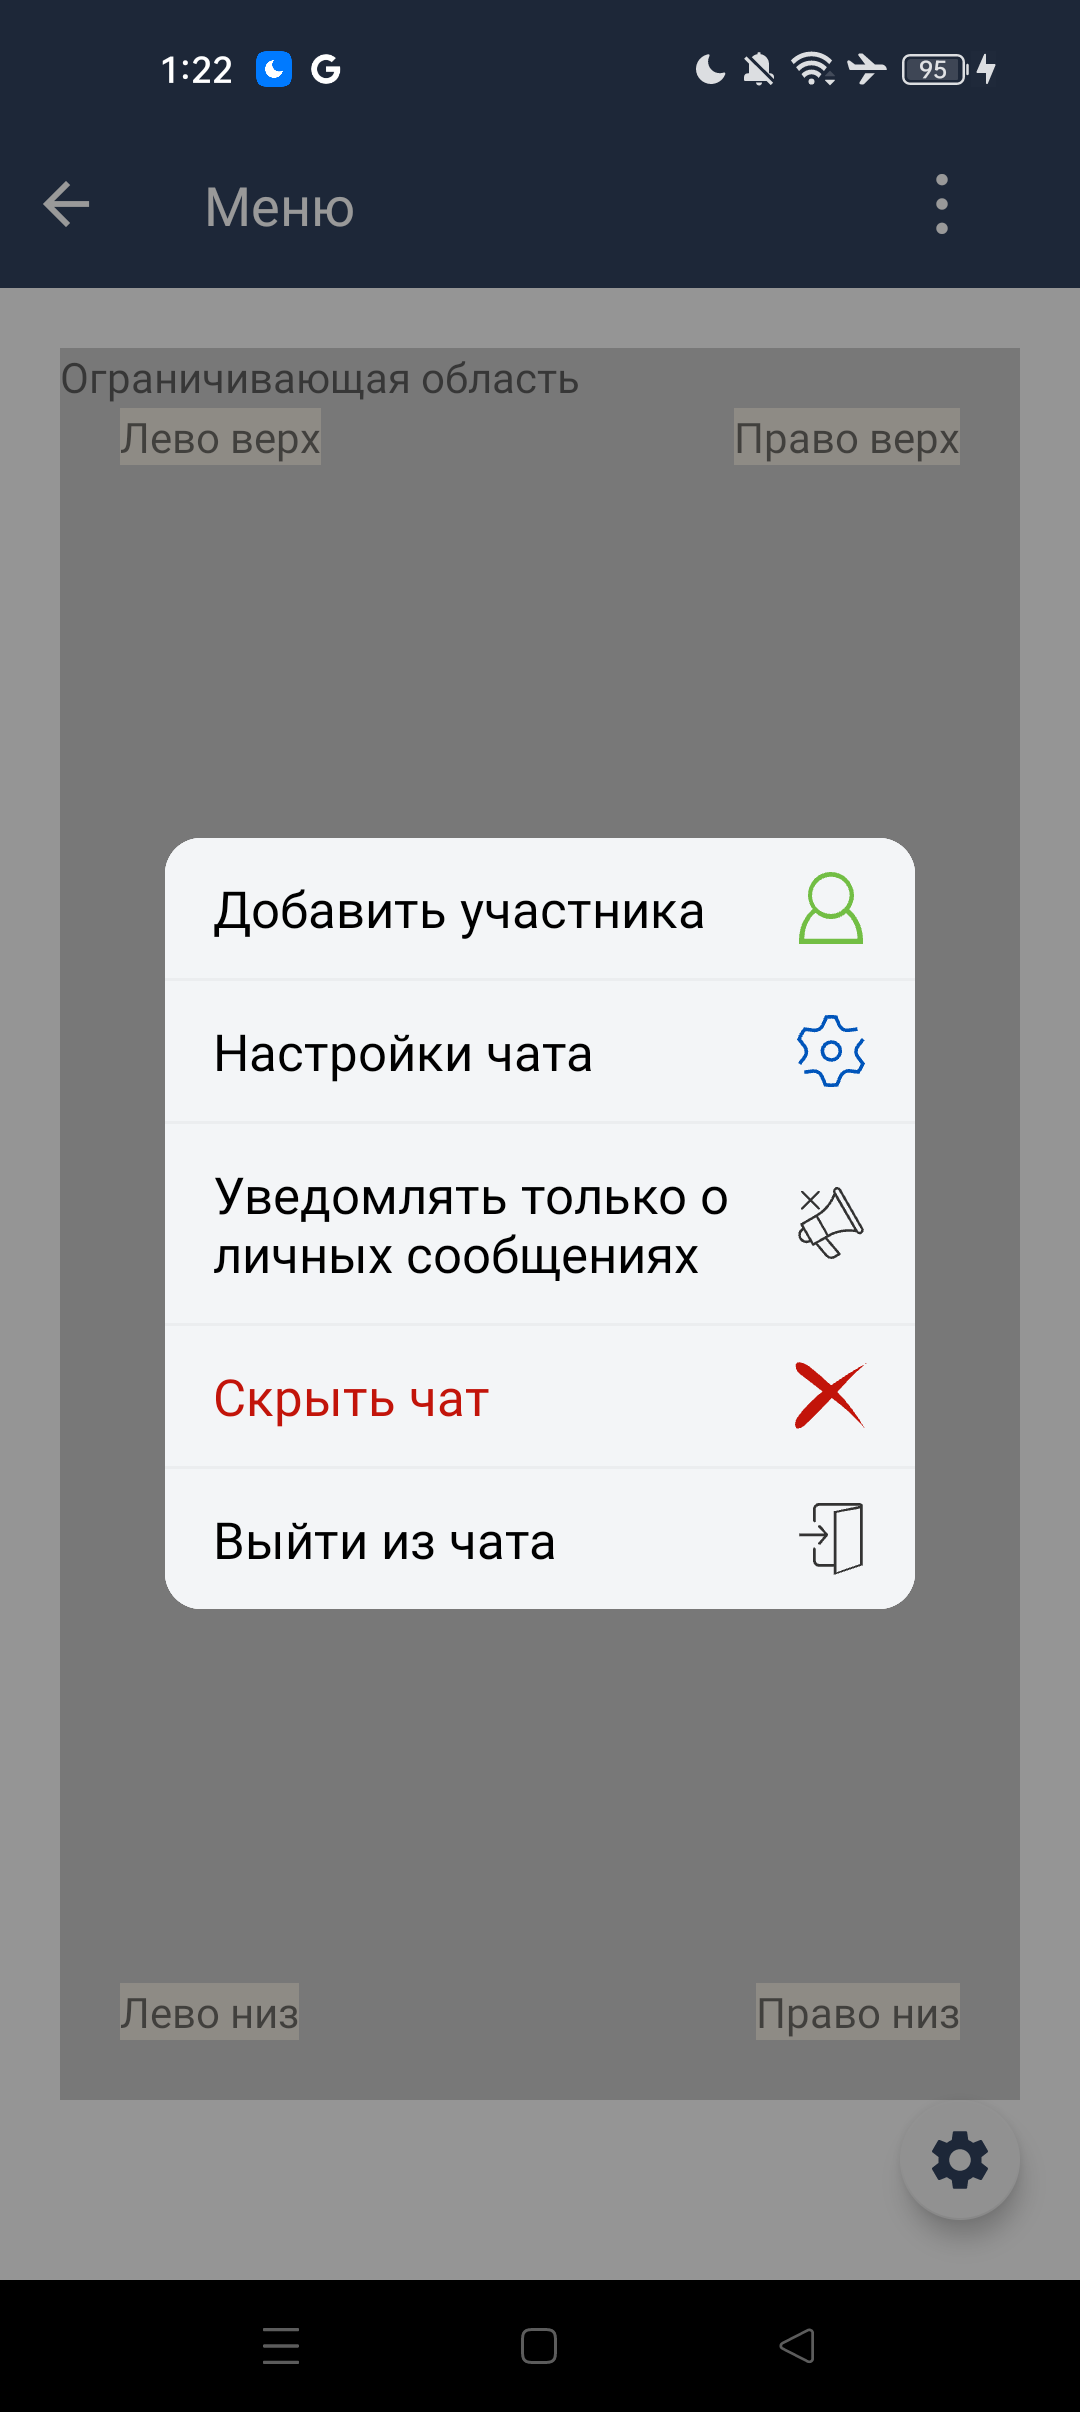 1:22
95
Меню
Ограничивающая область
Лево верх
Право верх
Добавить участника
Настройки чата
Уведомлять только о
личных сообщениях
Скрыть чат
Выйти из чата
Лево низ
Право низ